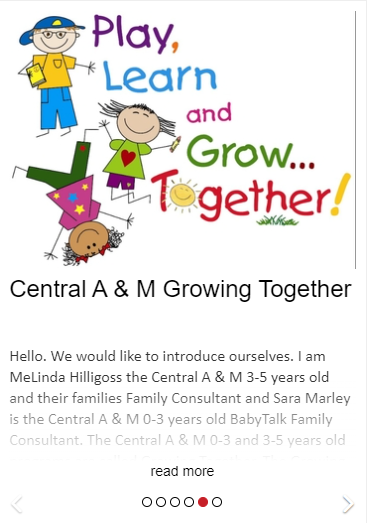 Play,
Learn
and
Grow...
Together!
Central A & M Growing Together
Hello. We would like to introduce ourselves. I am
MeLinda Hilligoss the Central A & M 3-5 years old
and their families Family Consultant and Sara Marley
is the Central A & M 0-3 years old BabyTalk Family
Consultant. The Central A & M 0-3 and 3-5 years old
read more